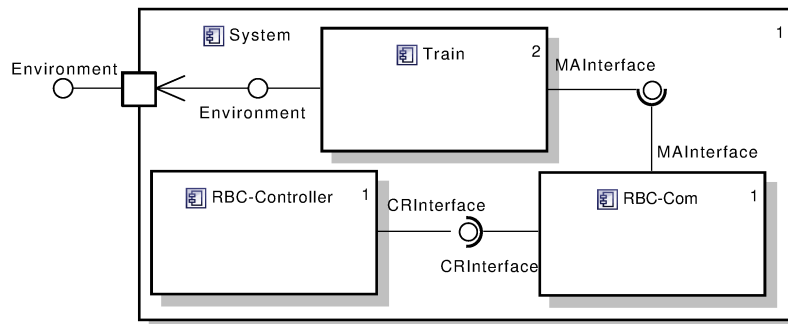 System 1
Train 2
Environment
MAInterface
Environment
MAInterface
RBC-Controller 1
CRInterface
RBC-Com 1
CRInterface